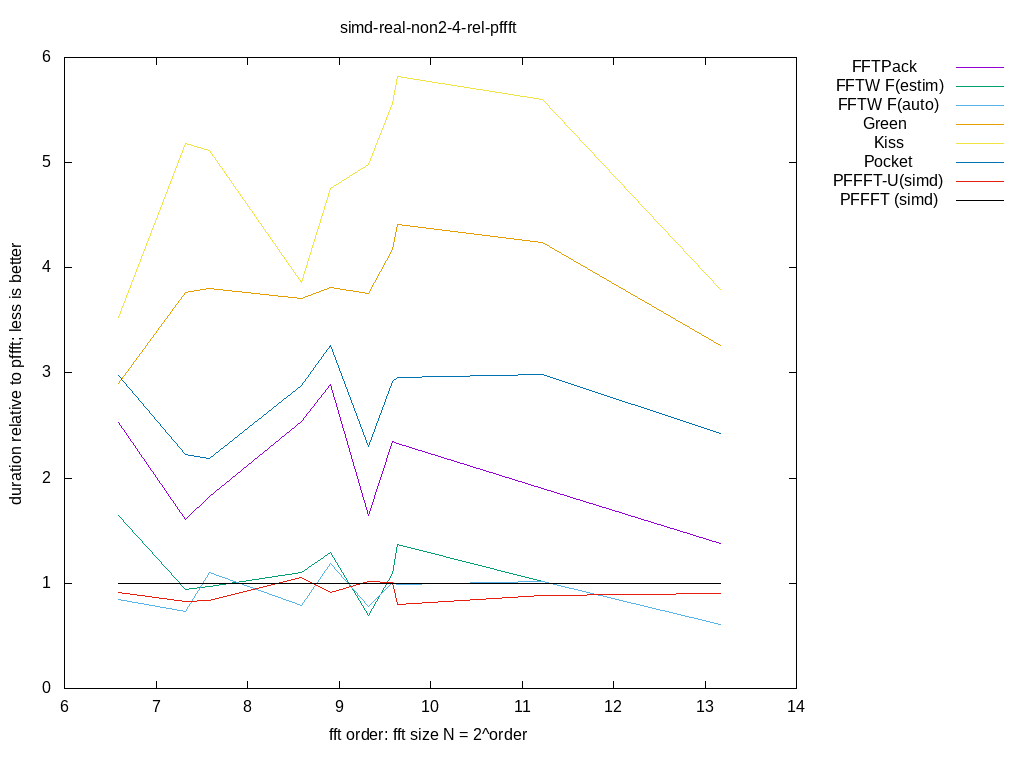 simd-real-non2-4-rel-pffft
6
5
4
3
2
1
0
6 7 8 9 10 11 12 13 14
duration relative to pffft; less is better
fft order: fft size N = 2^order
FFTPack
FFTW F(estim)
FFTW F(auto)
Green
Kiss
Pocket
PFFFT-U(simd)
PFFFT (simd)